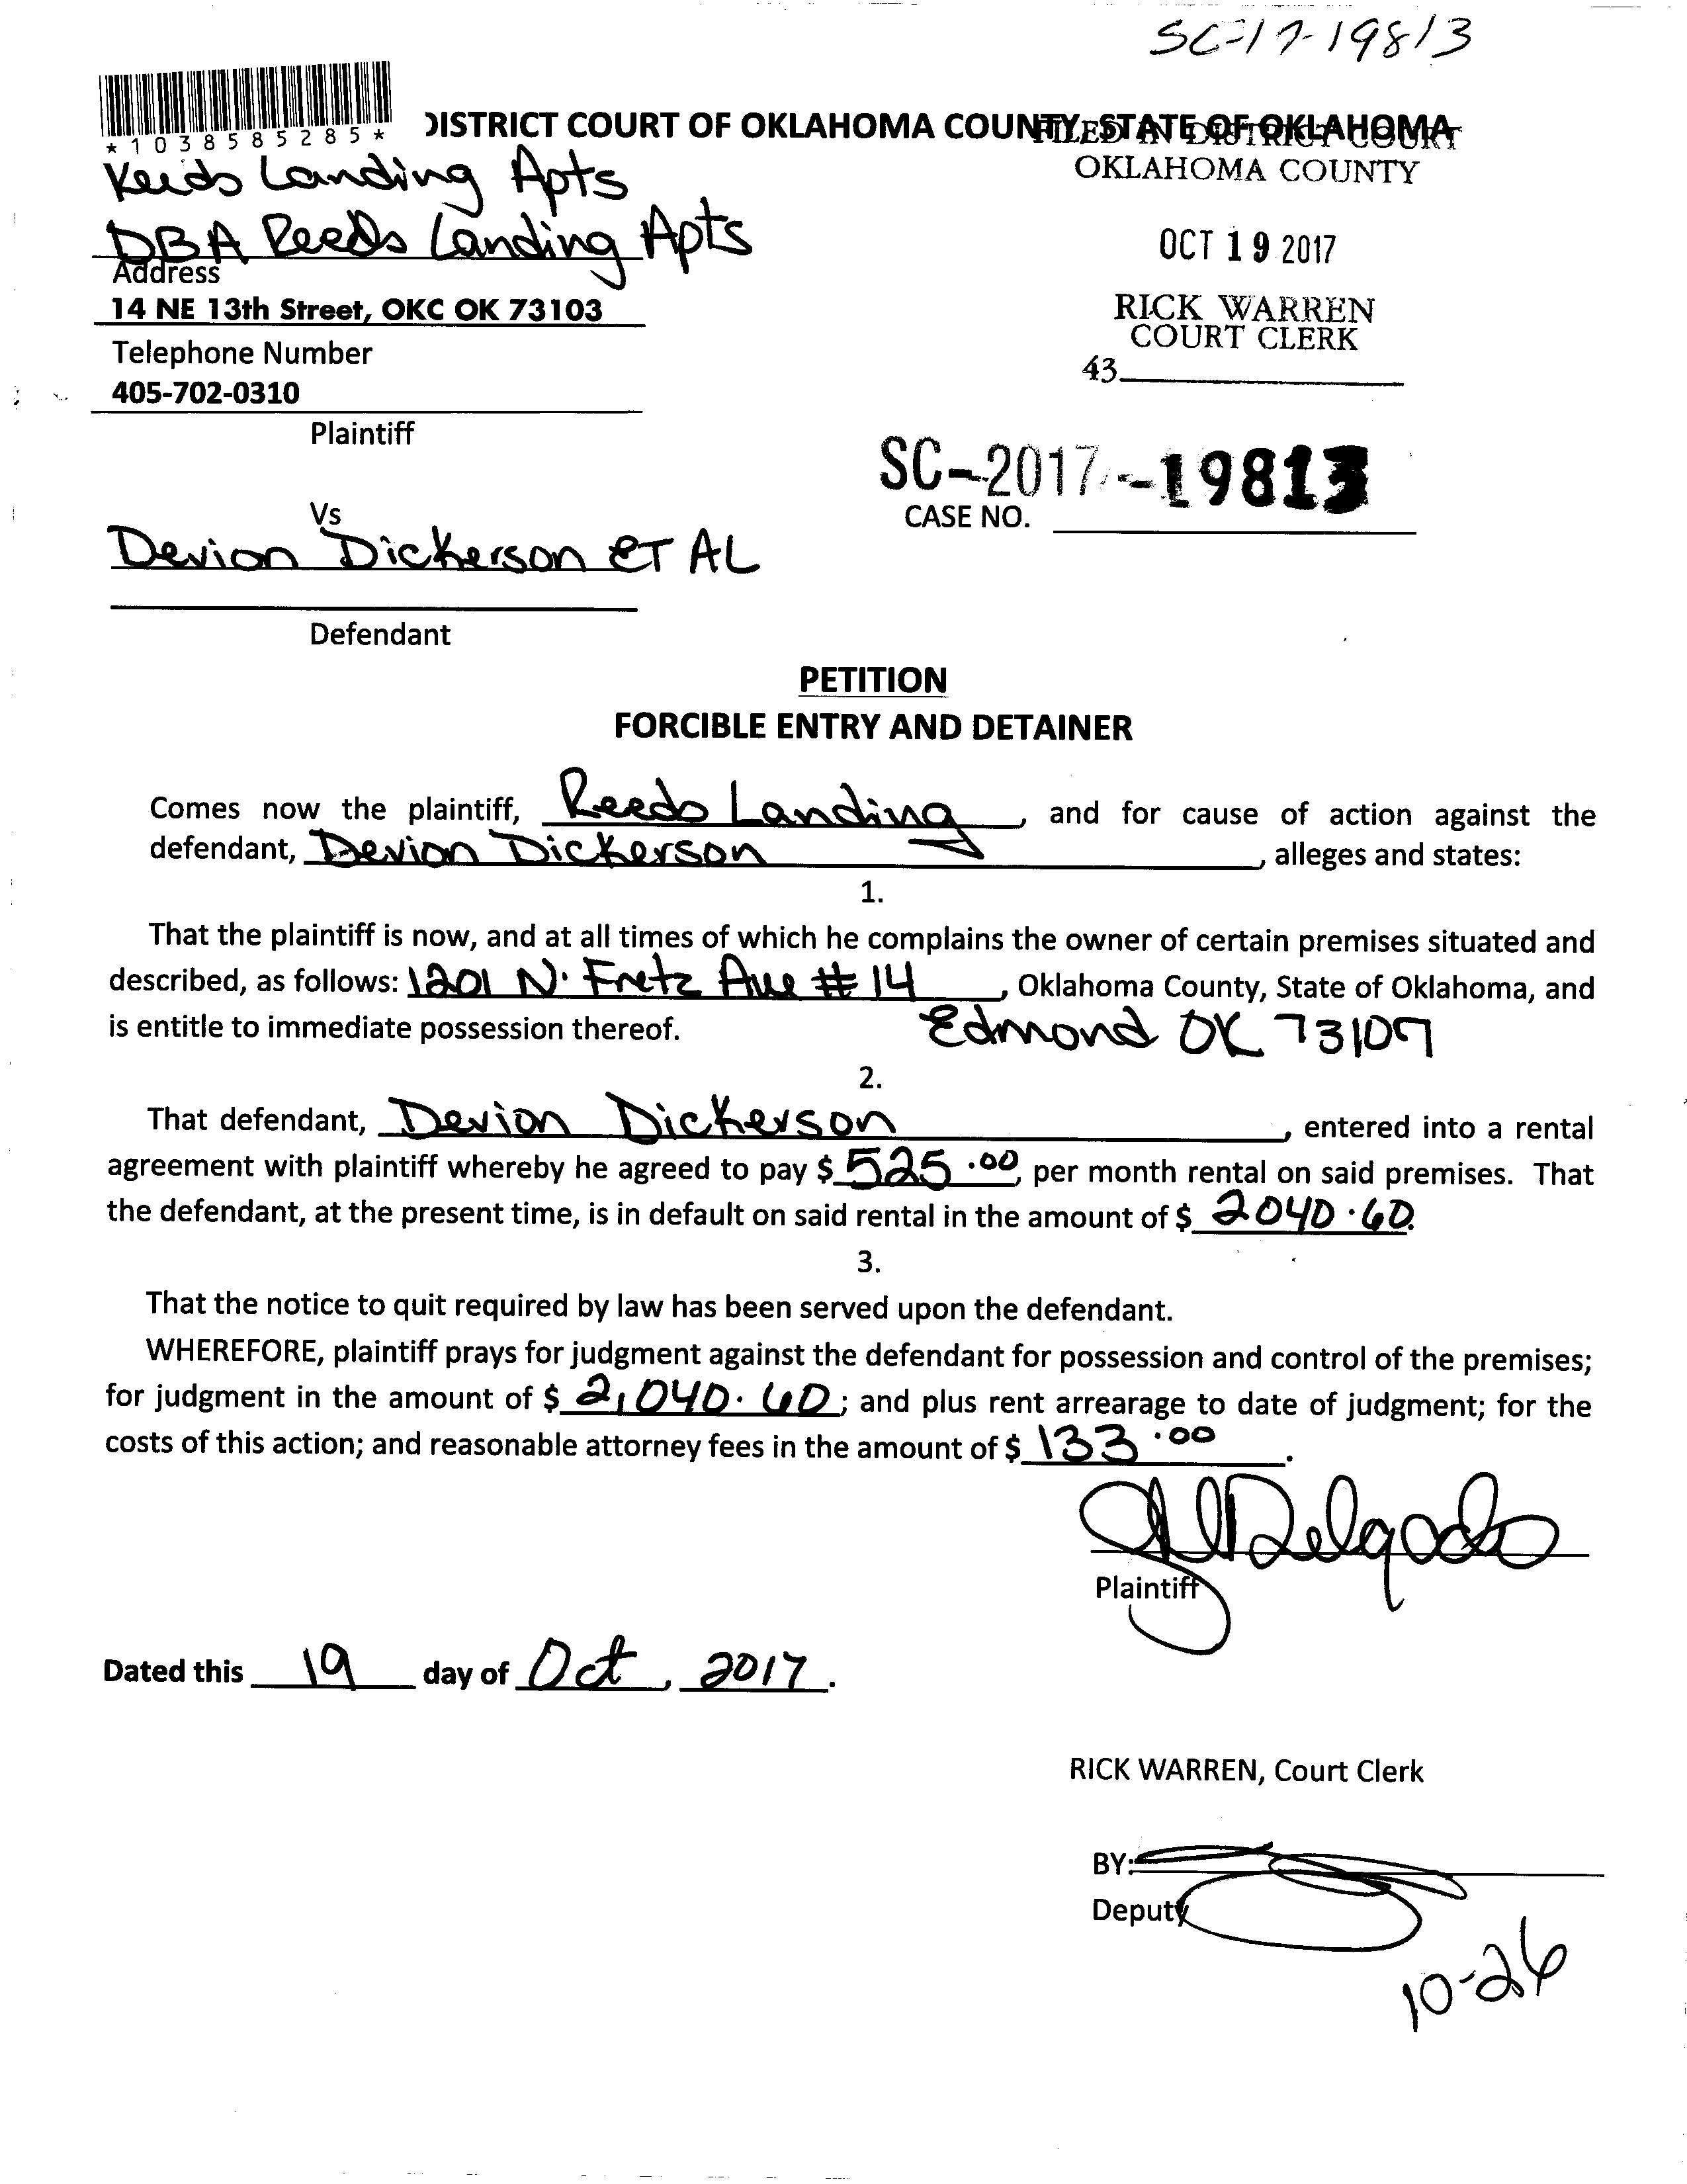 SC-17-19813
*1038585285*
DISTRICT COURT OF OKLAHOMA COUNTY, STATE OF OKLAHOMA
FILED IN DISTRICT COURT
OKLAHOMA COUNTY
Landing Apts
DBA Reeds Landing Apts
OCT 19 2017
Address
14 NE 13th Street, OKC OK 73103
RICK WARREN
COURT CLERK
Telephone Number
43
405-702-0310
Plaintiff
SC-2017--19813
CASE NO.
Vs
Devion Dickerson ET AL
Defendant
PETITION
FORCIBLE ENTRY AND DETAINER
Comes now the plaintiff, Reeds Landing, and for cause of action against the
defendant, Devion Dickerson, alleges and states:
1.
That the plaintiff is now, and at all times of which he complains the owner of certain premises situated and
described, as follows: 1201 N. Fretz Ave # 14, Oklahoma County, State of Oklahoma, and
is entitle to immediate possession thereof. Edmond OK 73109
2.
That defendant, Devion Dickerson, entered into a rental
agreement with plaintiff whereby he agreed to pay $ 525.00, per month rental on said premises. That
the defendant, at the present time, is in default on said rental in the amount of $ 2040.60.
3.
That the notice to quit required by law has been served upon the defendant.
WHEREFORE, plaintiff prays for judgment against the defendant for possession and control of the premises;
for judgment in the amount of $ 2,040.60; and plus rent arrearage to date of judgment; for the
costs of this action; and reasonable attorney fees in the amount of $ 133.00.
Delgado
Plaintiff
Dated this 19 day of Oct, 2017.
RICK WARREN, Court Clerk
BY:
Deputy
10-26